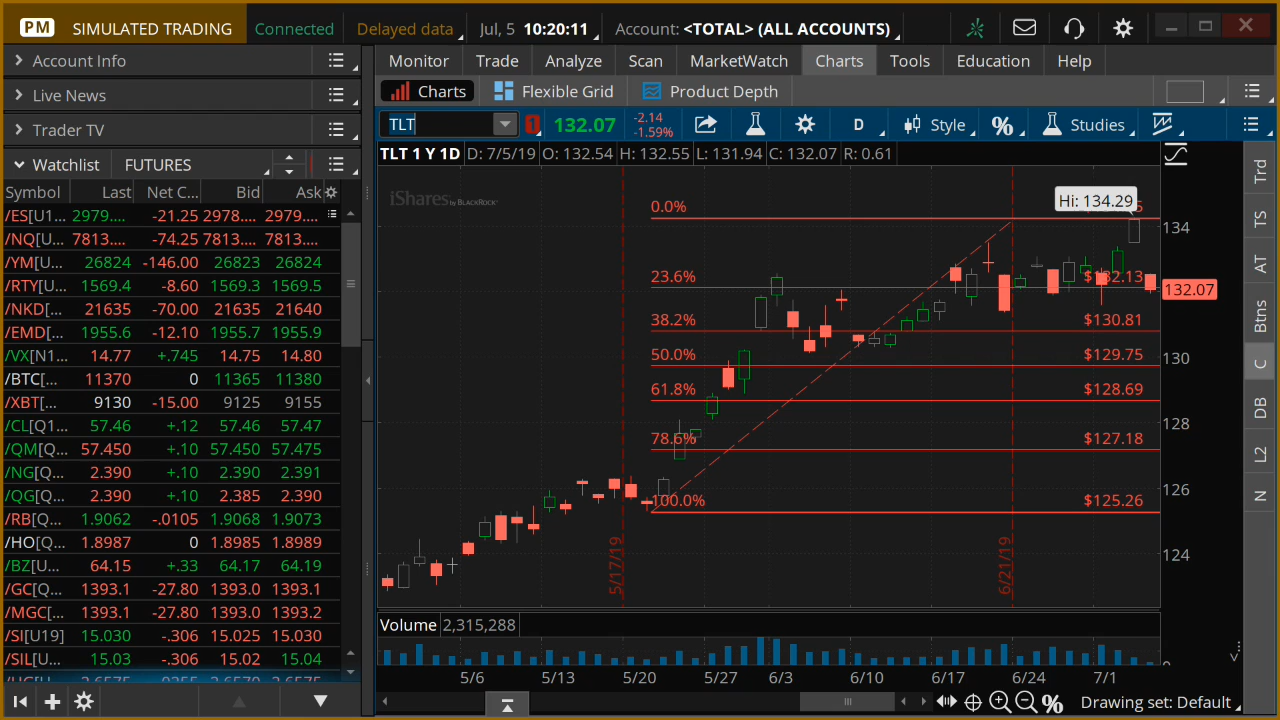 PM SIMULATED TRADING Connected Delayed data Jul, 5 10:20:11 Account: <TOTAL> (ALL ACCOUNTS)
Account Info
Live News
Trader TV
Watchlist FUTURES
Symbol Last Net C... Bid Ask
/ES[U1... 2979.... -21.25 2978.... 2979....
/NQ[U... 7813.... -74.25 7813.... 7813....
/YM[U... 26824 -146.00 26823 26824
/RTY[U... 1569.4 -8.60 1569.3 1569.5
/NKD[... 21635 -70.00 21635 21640
/EMD[... 1955.6 -12.10 1955.7 1955.9
/VX[N1... 14.77 +.745 14.75 14.80
/BTC[... 11370 0 11365 11380
/XBT[... 9130 -15.00 9125 9155
/CL[Q1... 57.46 +.12 57.46 57.47
/QM[Q... 57.450 +.10 57.450 57.475
/NG[Q... 2.390 +.10 2.390 2.391
/QG[Q... 2.390 +.10 2.385 2.390
/RB[Q... 1.9062 -.0105 1.9068 1.9073
/HO[Q... 1.8987 0 1.8985 1.8989
/BZ[U... 64.15 +.33 64.17 64.19
/GC[Q... 1393.1 -27.80 1393.0 1393.1
/MGC[... 1393.1 -27.80 1393.0 1393.2
/SI[U19] 15.030 -.306 15.025 15.030
/SIL[U... 15.03 -.306 15.02 15.04
Monitor Trade Analyze Scan MarketWatch Charts Tools Education Help
Charts Flexible Grid Product Depth
TLT 1 132.07 -2.14 -1.59% D Style % Studies
TLT 1 Y 1D D: 7/5/19 O: 132.54 H: 132.55 L: 131.94 C: 132.07 R: 0.61
iShares by BLACKROCK
Hi: 134.29
0.0%
23.6% $132.13
38.2% $130.81
50.0% $129.75
61.8% $128.69
78.6% $127.18
100.0% $125.26
5/17/19
6/21/19
134
132.07
130
128
126
124
Volume 2,315,288
5/6 5/13 5/20 5/27 6/3 6/10 6/17 6/24 7/1
% Drawing set: Default
Trd
TS
AT
Btns
C
DB
L2
N